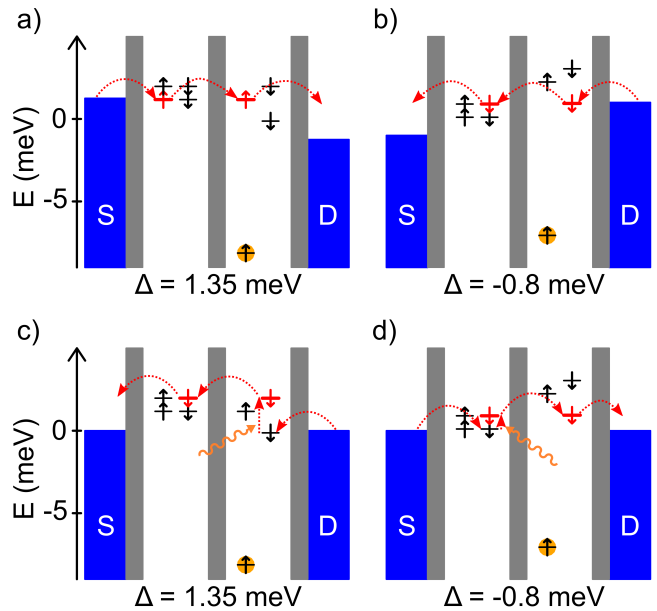 a)
b)
E (meV)
0
-5
S
D
S
D
Δ = 1.35 meV
Δ = -0.8 meV
c)
d)
E (meV)
0
-5
S
D
S
D
Δ = 1.35 meV
Δ = -0.8 meV